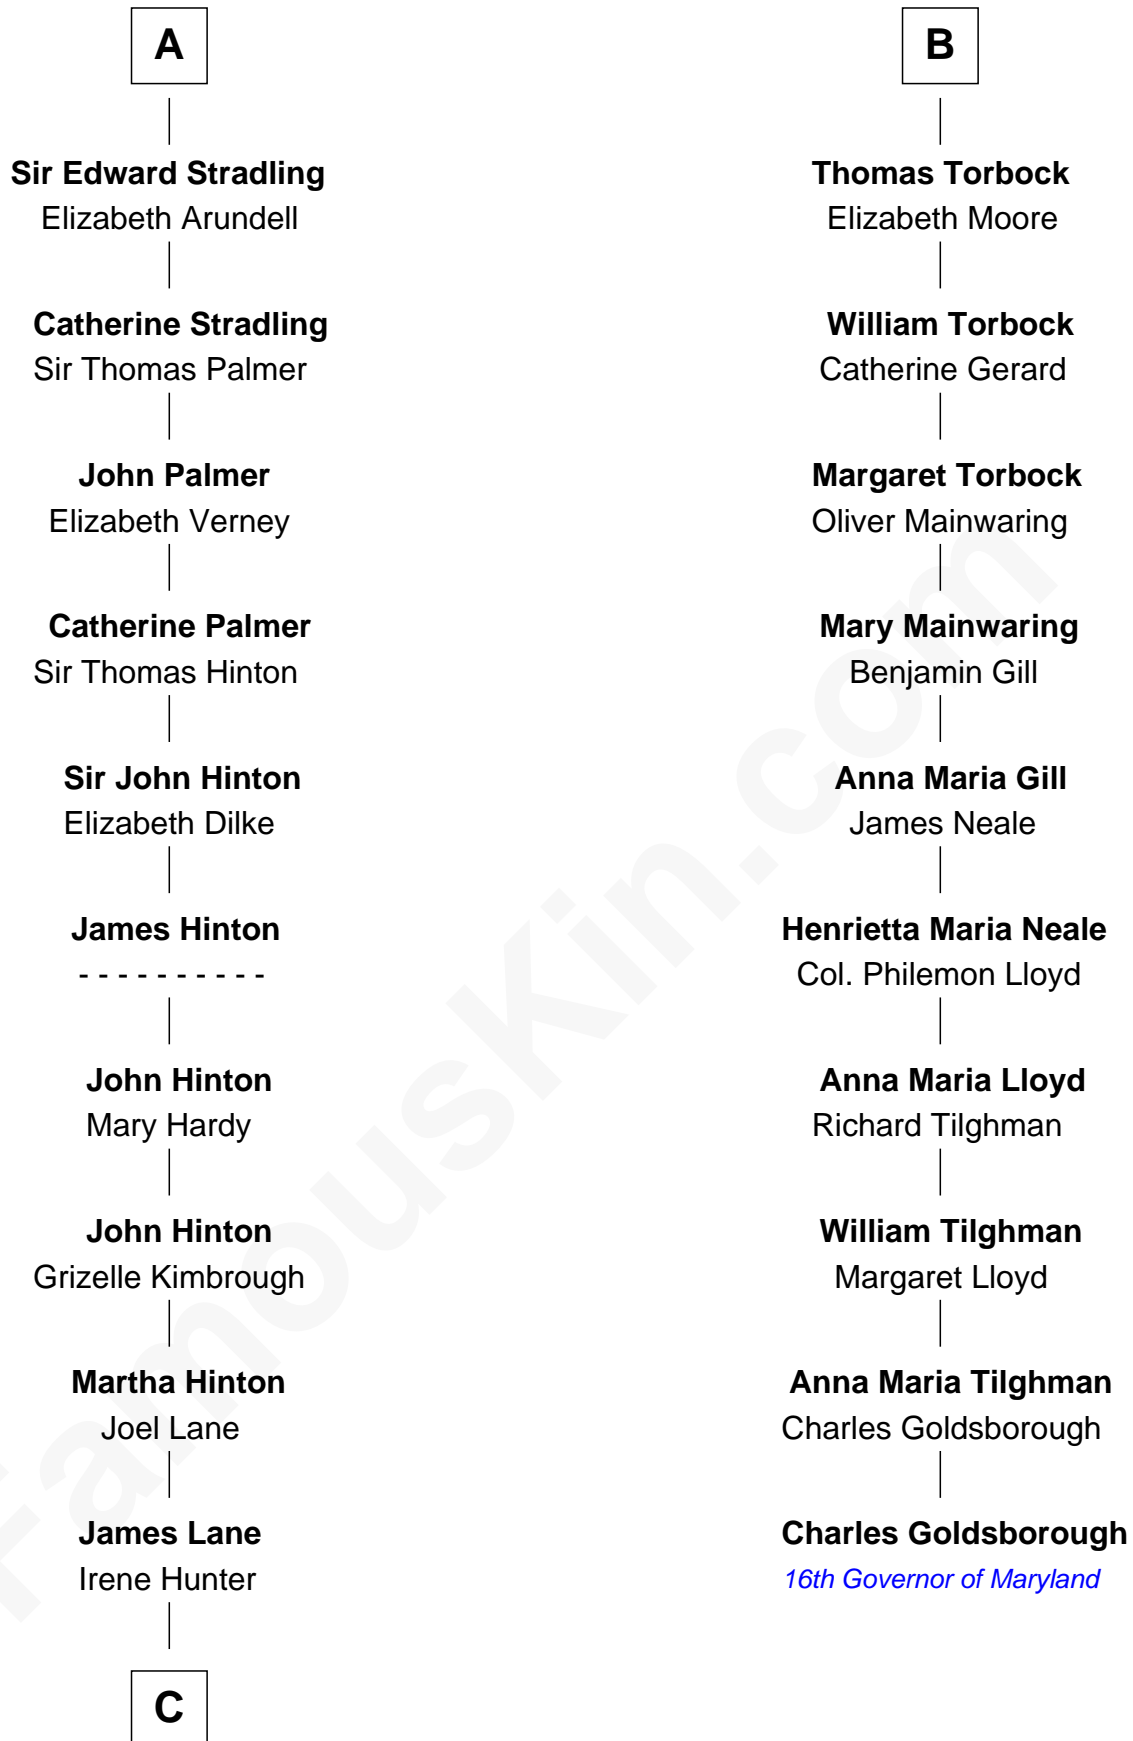 A
Sir Edward Stradling
Elizabeth Arundell
Catherine Stradling
Sir Thomas Palmer
John Palmer
Elizabeth Verney
Catherine Palmer
Sir Thomas Hinton
Sir John Hinton
Elizabeth Dilke
James Hinton
- - - - - - - - - -
John Hinton
Mary Hardy
John Hinton
Grizelle Kimbrough
Martha Hinton
Joel Lane
James Lane
Irene Hunter
C
B
Thomas Torbock
Elizabeth Moore
William Torbock
Catherine Gerard
Margaret Torbock
Oliver Mainwaring
Mary Mainwaring
Benjamin Gill
Anna Maria Gill
James Neale
Henrietta Maria Neale
Col. Philemon Lloyd
Anna Maria Lloyd
Richard Tilghman
William Tilghman
Margaret Lloyd
Anna Maria Tilghman
Charles Goldsborough
Charles Goldsborough
16th Governor of Maryland
FamousKin.com